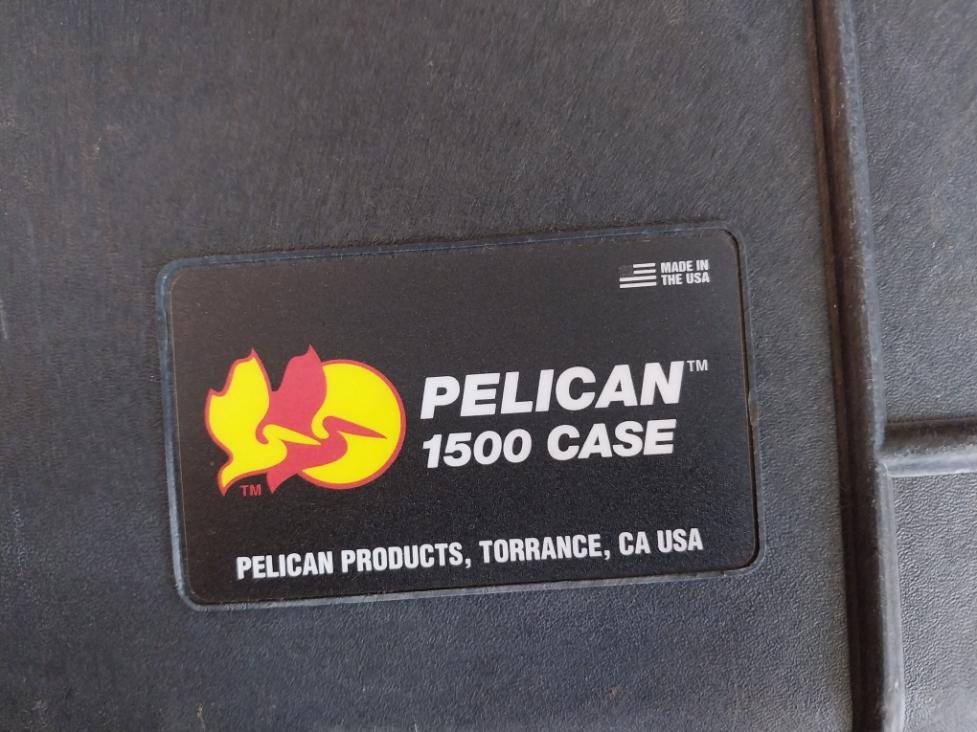 MADE IN
THE USA
PELICAN™
1500 CASE
TM
PELICAN PRODUCTS, TORRANCE, CA USA